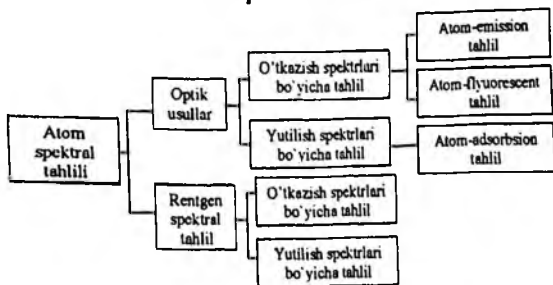 Atom
spektral
tahlili
Optik
usullar
O'tkazish spektrlari
bo`yicha tahlil
Atom-emission
tahlil
Atom-flyuorescent
tahlil
Yutilish spektrlari
bo`yicha tahlil
Atom-adsorbsion
tahlil
Rentgen
spektral
tahlil
O'tkazish spektrlari
bo`yicha tahlil
Yutilish spektrlari
bo`yicha tahlil